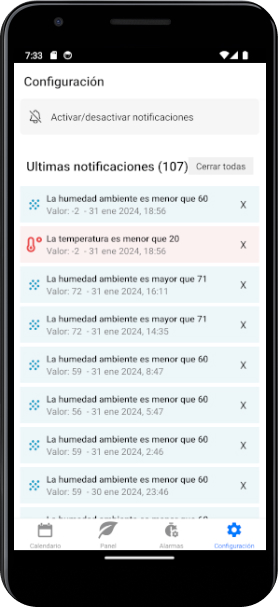 7:33
Configuración
Activar/desactivar notificaciones
Ultimas notificaciones (107)
Cerrar todas
La humedad ambiente es menor que 60
Valor: -2 - 31 ene 2024, 18:56
X
La temperatura es menor que 20
Valor: -2 - 31 ene 2024, 18:56
X
La humedad ambiente es mayor que 71
Valor: 72 - 31 ene 2024, 16:11
X
La humedad ambiente es mayor que 71
Valor: 72 - 31 ene 2024, 14:35
X
La humedad ambiente es menor que 60
Valor: 59 - 31 ene 2024, 8:47
X
La humedad ambiente es menor que 60
Valor: 56 - 31 ene 2024, 5:47
X
La humedad ambiente es menor que 60
Valor: 59 - 31 ene 2024, 2:46
X
La humedad ambiente es menor que 60
Valor: 59 - 30 ene 2024, 23:46
X
Calendario
Panel
Alarmas
Configuración